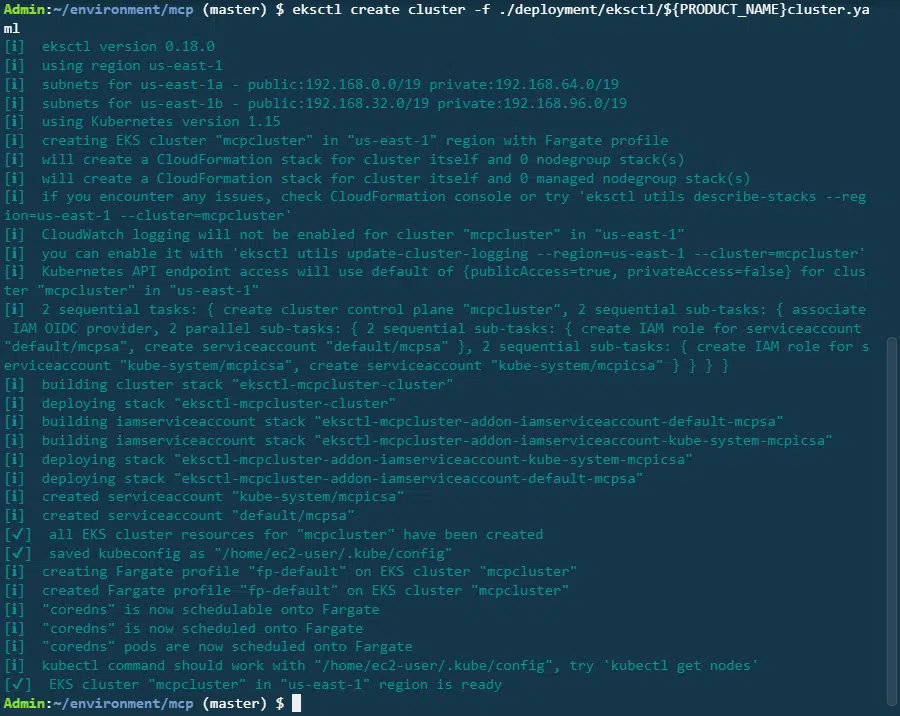 Admin:~/environment/mcp (master) $ eksctl create cluster -f ./deployment/eksctl/${PRODUCT_NAME}cluster.ya
ml
[i]  eksctl version 0.18.0
[i]  using region us-east-1
[i]  subnets for us-east-1a - public:192.168.0.0/19 private:192.168.64.0/19
[i]  subnets for us-east-1b - public:192.168.32.0/19 private:192.168.96.0/19
[i]  using Kubernetes version 1.15
[i]  creating EKS cluster "mcpcluster" in "us-east-1" region with Fargate profile
[i]  will create a CloudFormation stack for cluster itself and 0 nodegroup stack(s)
[i]  will create a CloudFormation stack for cluster itself and 0 managed nodegroup stack(s)
[i]  if you encounter any issues, check CloudFormation console or try 'eksctl utils describe-stacks --reg
ion=us-east-1 --cluster=mcpcluster'
[i]  CloudWatch logging will not be enabled for cluster "mcpcluster" in "us-east-1"
[i]  you can enable it with 'eksctl utils update-cluster-logging --region=us-east-1 --cluster=mcpcluster'
[i]  Kubernetes API endpoint access will use default of {publicAccess=true, privateAccess=false} for clus
ter "mcpcluster" in "us-east-1"
[i]  2 sequential tasks: { create cluster control plane "mcpcluster", 2 sequential sub-tasks: { associate
 IAM OIDC provider, 2 parallel sub-tasks: { 2 sequential sub-tasks: { create IAM role for serviceaccount
"default/mcpsa", create serviceaccount "default/mcpsa" }, 2 sequential sub-tasks: { create IAM role for s
erviceaccount "kube-system/mcpicsa", create serviceaccount "kube-system/mcpicsa" } } } }
[i]  building cluster stack "eksctl-mcpcluster-cluster"
[i]  deploying stack "eksctl-mcpcluster-cluster"
[i]  building iamserviceaccount stack "eksctl-mcpcluster-addon-iamserviceaccount-default-mcpsa"
[i]  building iamserviceaccount stack "eksctl-mcpcluster-addon-iamserviceaccount-kube-system-mcpicsa"
[i]  deploying stack "eksctl-mcpcluster-addon-iamserviceaccount-kube-system-mcpicsa"
[i]  deploying stack "eksctl-mcpcluster-addon-iamserviceaccount-default-mcpsa"
[i]  created serviceaccount "kube-system/mcpicsa"
[i]  created serviceaccount "default/mcpsa"
[✓]  all EKS cluster resources for "mcpcluster" have been created
[✓]  saved kubeconfig as "/home/ec2-user/.kube/config"
[i]  creating Fargate profile "fp-default" on EKS cluster "mcpcluster"
[i]  created Fargate profile "fp-default" on EKS cluster "mcpcluster"
[i]  "coredns" is now schedulable onto Fargate
[i]  "coredns" is now scheduled onto Fargate
[i]  "coredns" pods are now scheduled onto Fargate
[i]  kubectl command should work with "/home/ec2-user/.kube/config", try 'kubectl get nodes'
[✓]  EKS cluster "mcpcluster" in "us-east-1" region is ready
Admin:~/environment/mcp (master) $